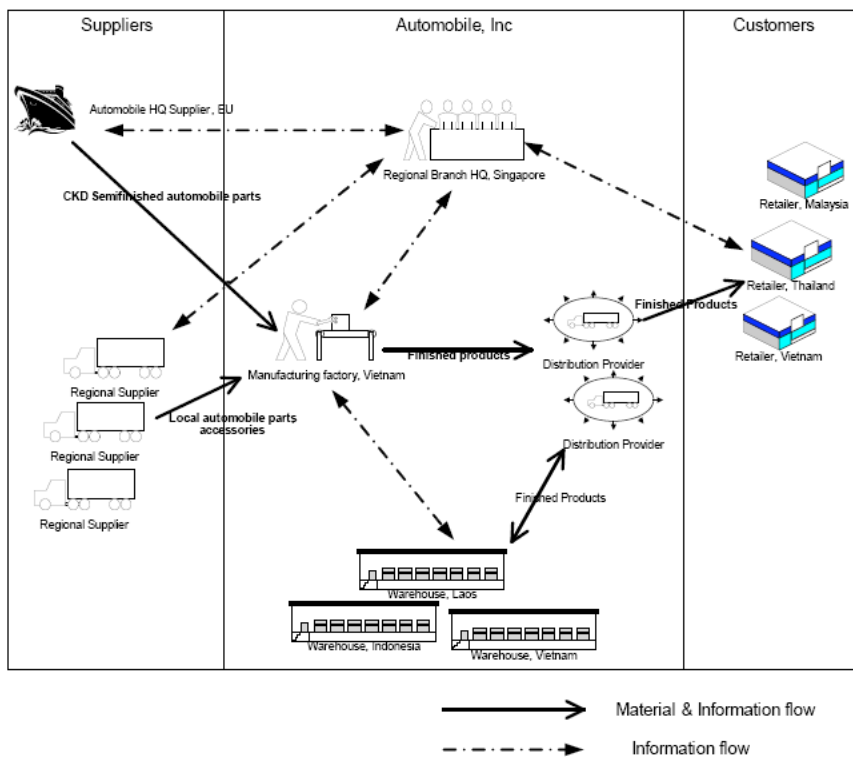 Suppliers
Automobile, Inc
Customers
Automobile HQ Supplier, EU
Regional Branch HQ, Singapore
CKD Semifinished automobile parts
Retailer, Malaysia
Retailer, Thailand
Retailer, Vietnam
Finished Products
Finished products
Distribution Provider
Manufacturing factory, Vietnam
Regional Supplier
Local automobile parts
accessories
Regional Supplier
Distribution Provider
Regional Supplier
Finished Products
Warehouse, Laos
Warehouse, Indonesia
Warehouse, Vietnam
Material & Information flow
Information flow